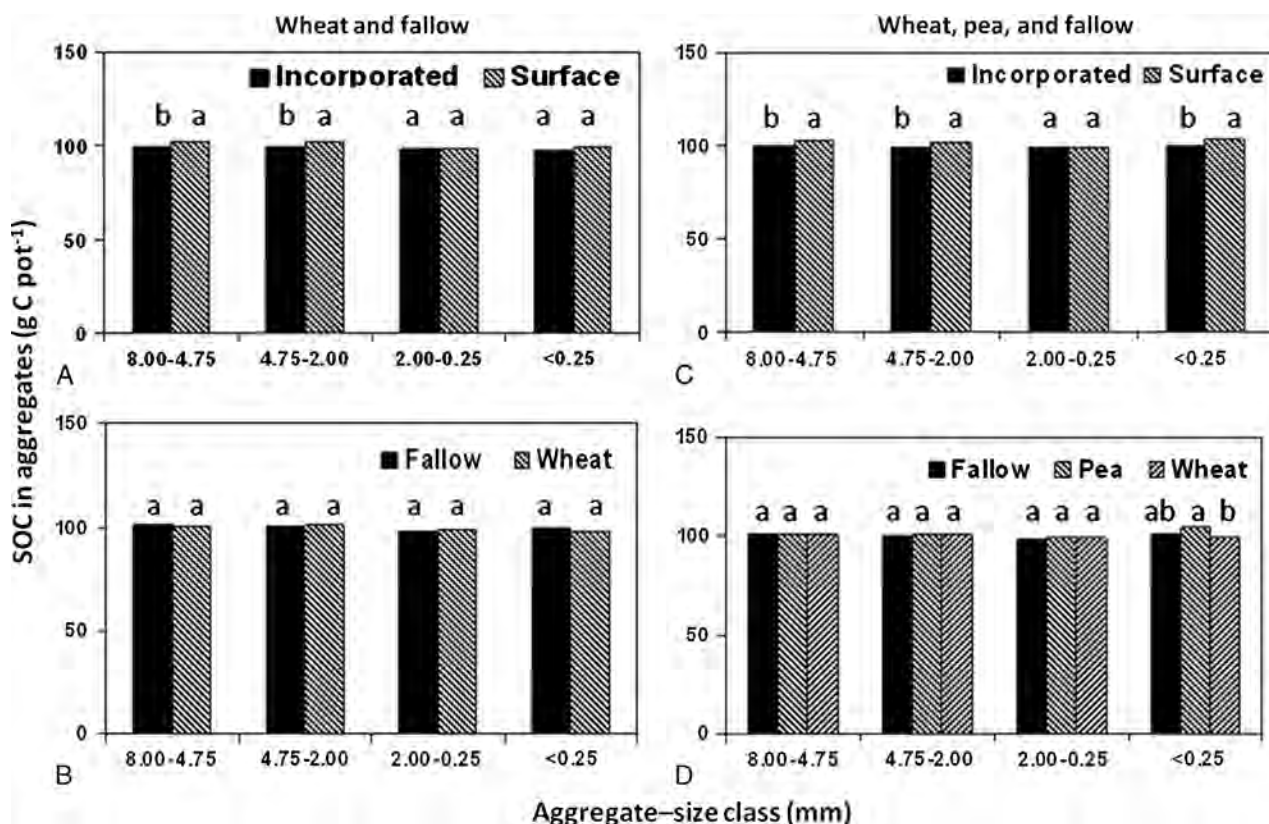 Wheat and fallow
Wheat, pea, and fallow
SOC in aggregates (g C pot⁻¹)
150
Incorporated Surface
b a b a a a a a
100
50
0
8.00-4.75 4.75-2.00 2.00-0.25 <0.25
A
150
Incorporated Surface
b a b a a a b a
100
50
0
8.00-4.75 4.75-2.00 2.00-0.25 <0.25
C
150
Fallow Wheat
a a a a a a a a
100
50
0
8.00-4.75 4.75-2.00 2.00-0.25 <0.25
B
150
Fallow Pea Wheat
a a a a a a a a a ab a b
100
50
0
8.00-4.75 4.75-2.00 2.00-0.25 <0.25
D
Aggregate–size class (mm)